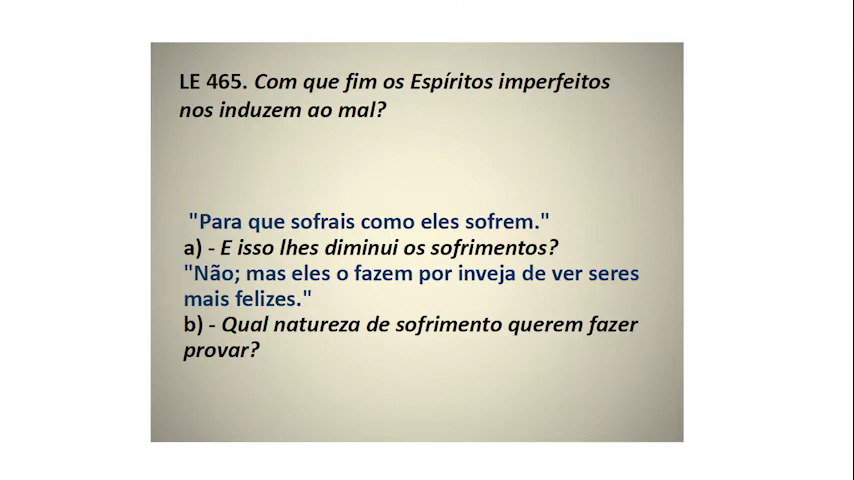 LE 465. Com que fim os Espíritos imperfeitos
nos induzem ao mal?
"Para que sofrais como eles sofrem."
a) - E isso lhes diminui os sofrimentos?
"Não; mas eles o fazem por inveja de ver seres
mais felizes."
b) - Qual natureza de sofrimento querem fazer
provar?